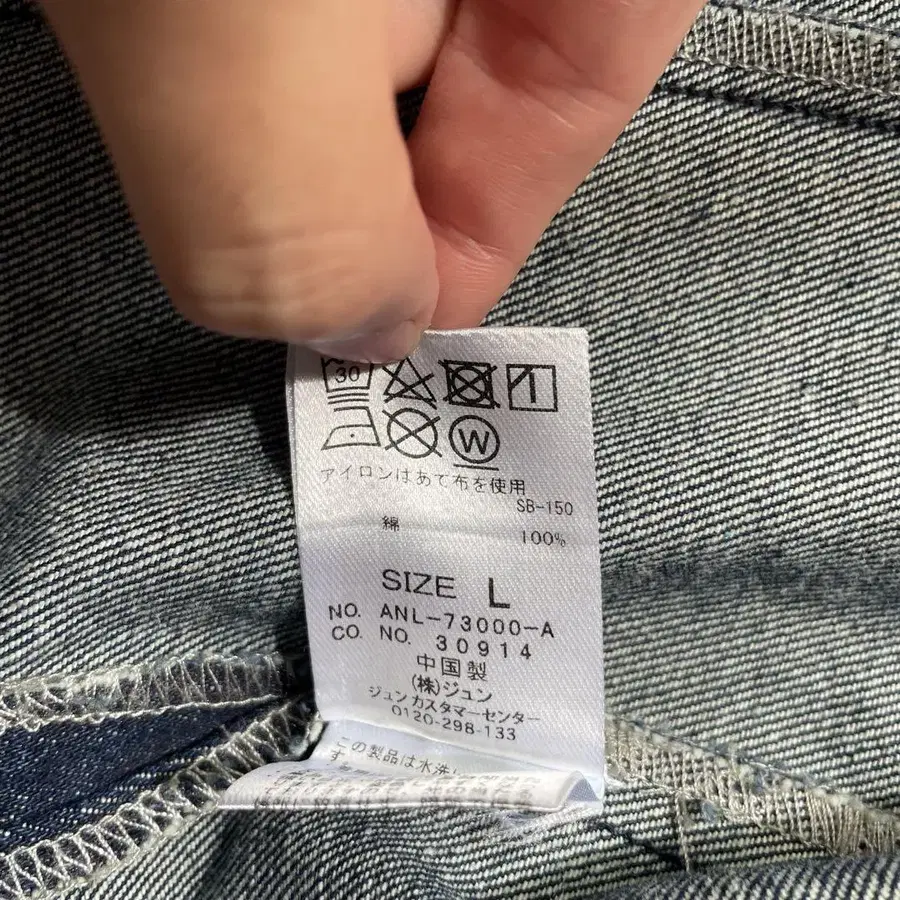 30
W
アイロンはあて布を使用
SB-150
綿 100%
SIZE L
NO. ANL-73000-A
CO. NO. 30914
中国製
(株)ジュン
ジュンカスタマーセンター
0120-298-133
この製品は水洗い